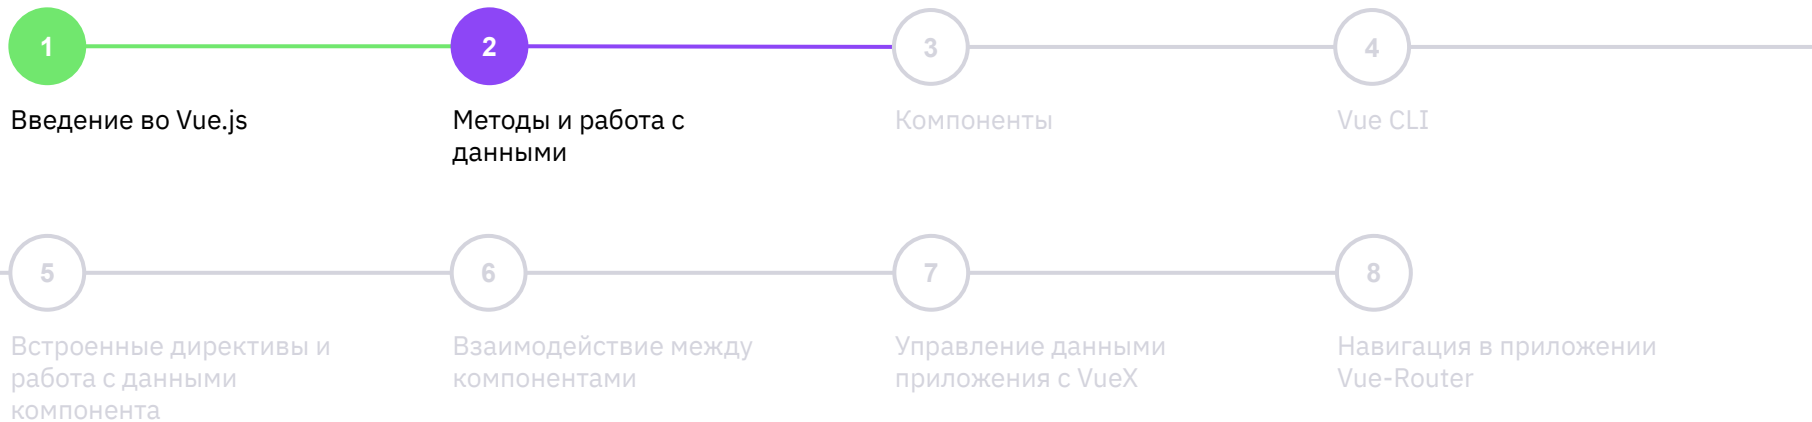 1
2
3
4
Введение во Vue.js
Методы и работа с
данными
Компоненты
Vue CLI
5
6
7
8
Встроенные директивы и
работа с данными
компонента
Взаимодействие между
компонентами
Управление данными
приложения с VueX
Навигация в приложении
Vue-Router